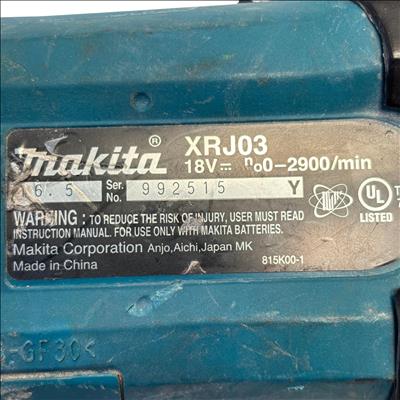 makita® XRJ03
18V⎓ n₀0-2900/min
6.5 Ser. No. 992515 Y
WARNING: TO REDUCE THE RISK OF INJURY, USER MUST READ
INSTRUCTION MANUAL. FOR USE ONLY WITH MAKITA BATTERIES.
Makita Corporation Anjo,Aichi,Japan MK
Made in China 815K00-1
UL
LISTED
-GF30<